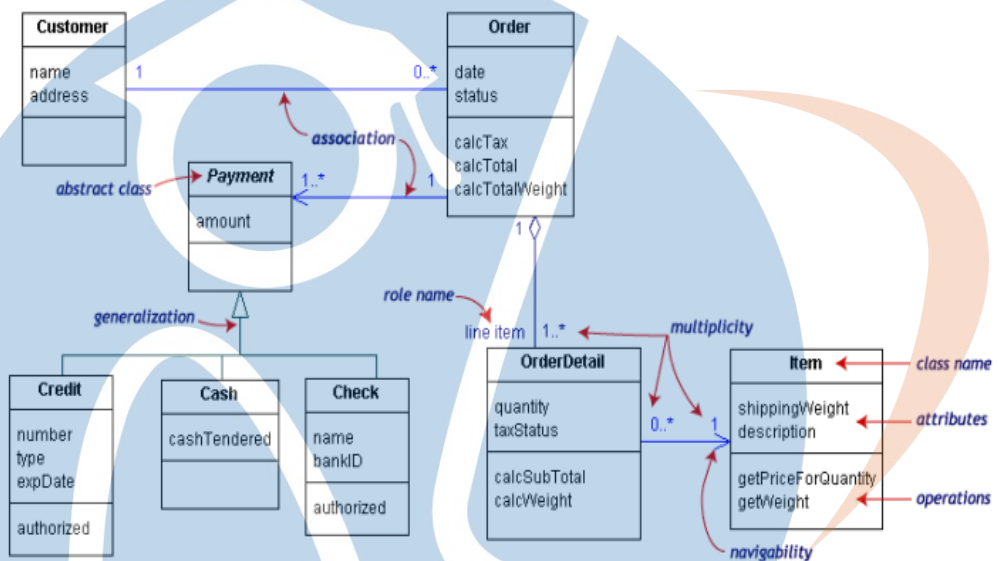 Customer
name
address
Order
date
status
calcTax
calcTotal
calcTotalWeight
1
0..*
association
abstract class
Payment
amount
1..*
1
generalization
1
role name
line item
1..*
multiplicity
Credit
number
type
expDate
authorized
Cash
cashTendered
Check
name
bankID
authorized
OrderDetail
quantity
taxStatus
calcSubTotal
calcWeight
0..*
1
Item
shippingWeight
description
getPriceForQuantity
getWeight
class name
attributes
operations
navigability